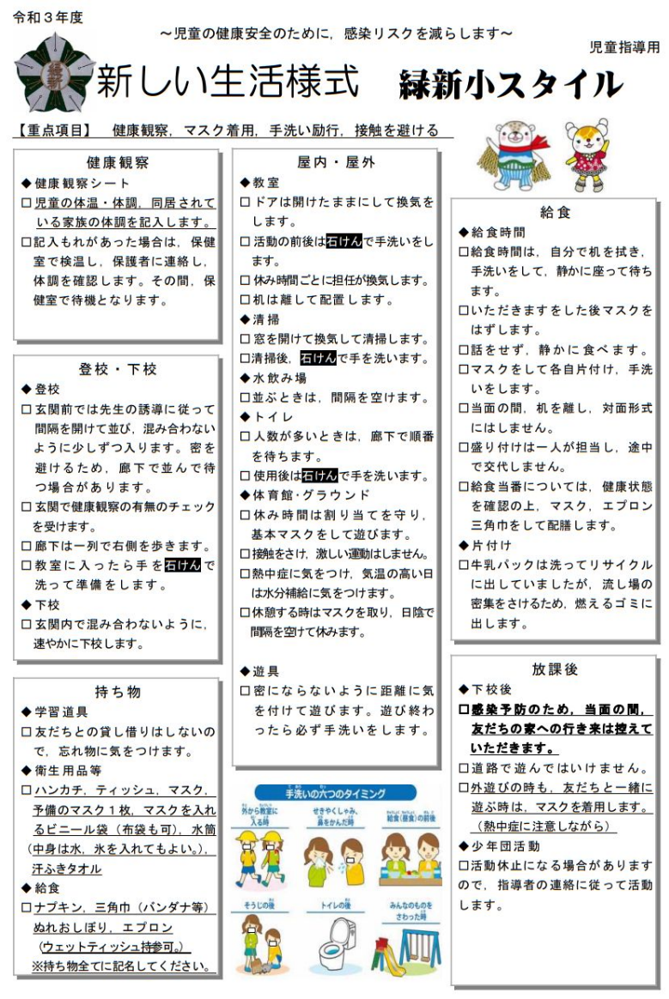 令和３年度
～児童の健康安全のために，感染リスクを減らします～
児童指導用
緑新
新しい生活様式　緑新小スタイル
【重点項目】　健康観察，マスク着用，手洗い励行，接触を避ける
健康観察
◆健康観察シート
□児童の体温・体調，同居されて
いる家族の体調を記入します。
□記入もれがあった場合は，保健
室で検温し，保護者に連絡し，
体調を確認します。その間，保
健室で待機となります。
登校・下校
◆登校
□玄関前では先生の誘導に従って
間隔を開けて並び，混み合わない
ように少しずつ入ります。密を
避けるため，廊下で並んで待
つ場合があります。
□玄関で健康観察の有無のチェック
を受けます。
□廊下は一列で右側を歩きます。
□教室に入ったら手を石けんで
洗って準備をします。
◆下校
□玄関内で混み合わないように，
速やかに下校します。
持ち物
◆学習道具
□友だちとの貸し借りはしないの
で，忘れ物に気をつけます。
◆衛生用品等
□ハンカチ，ティッシュ，マスク，
予備のマスク１枚，マスクを入れ
るビニール袋（布袋も可），水筒
（中身は水，氷を入れてもよい。），
汗ふきタオル
◆給食
□ナプキン，三角巾（バンダナ等）
ぬれおしぼり，エプロン
（ウェットティッシュ持参可。）
※持ち物全てに記名してください。
屋内・屋外
◆教室
□ドアは開けたままにして換気を
します。
□活動の前後は石けんで手洗いをし
ます。
□休み時間ごとに担任が換気します。
□机は離して配置します。
◆清掃
□窓を開けて換気して清掃します。
□清掃後，石けんで手を洗います。
◆水飲み場
□並ぶときは，間隔を空けます。
◆トイレ
□人数が多いときは，廊下で順番
を待ちます。
□使用後は石けんで手を洗います。
◆体育館・グラウンド
□休み時間は割り当てを守り，
基本マスクをして遊びます。
□接触をさけ，激しい運動はしません。
□熱中症に気をつけ，気温の高い日
は水分補給に気をつけます。
□休憩する時はマスクを取り，日陰で
間隔を空けて休みます。
◆遊具
□密にならないように距離に気
を付けて遊びます。遊び終わ
ったら必ず手洗いをします。
手洗いの六つのタイミング
外から教室に
入る時
せきやくしゃみ、
鼻をかんだ時
給食(昼食)の前後
そうじの後
トイレの後
みんなのものを
さわった時
給食
◆給食時間
□給食時間は，自分で机を拭き，
手洗いをして，静かに座って待ち
ます。
□いただきますをした後マスクを
はずします。
□話をせず，静かに食べます。
□マスクをして各自片付け，手洗
いをします。
□当面の間，机を離し，対面形式
にはしません。
□盛り付けは一人が担当し，途中
で交代しません。
□給食当番については，健康状態
を確認の上，マスク，エプロン
三角巾をして配膳します。
◆片付け
□牛乳パックは洗ってリサイクル
に出していましたが，流し場の
密集をさけるため，燃えるゴミに
出します。
放課後
◆下校後
□感染予防のため，当面の間，
友だちの家への行き来は控えて
いただきます。
□道路で遊んではいけません。
□外遊びの時も，友だちと一緒に
遊ぶ時は，マスクを着用します。
（熱中症に注意しながら）
◆少年団活動
□活動休止になる場合があります
ので，指導者の連絡に従って活動
します。